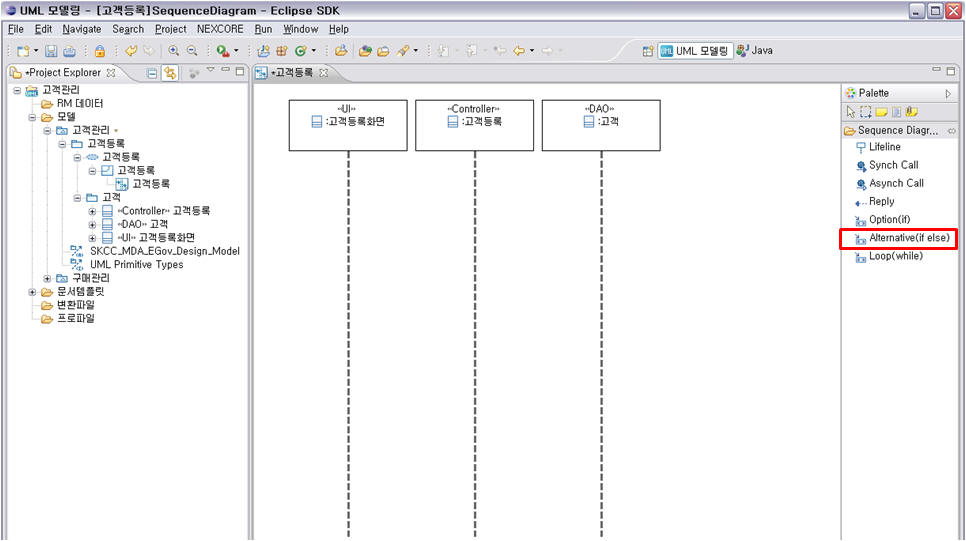 UML 모델링 - [고객등록]SequenceDiagram - Eclipse SDK
File Edit Navigate Search Project NEXCORE Run Window Help
UML 모델링 Java
*Project Explorer
*고객등록
고객관리
RM 데이터
모델
고객관리
고객등록
고객등록
고객등록
고객등록
고객
«Controller» 고객등록
«DAO» 고객
«UI» 고객등록화면
SKCC_MDA_EGov_Design_Model
UML Primitive Types
구매관리
문서템플릿
변환파일
프로파일
«UI»
:고객등록화면
«Controller»
:고객등록
«DAO»
:고객
Palette
Sequence Diagr...
Lifeline
Synch Call
Asynch Call
Reply
Option(if)
Alternative(if else)
Loop(while)